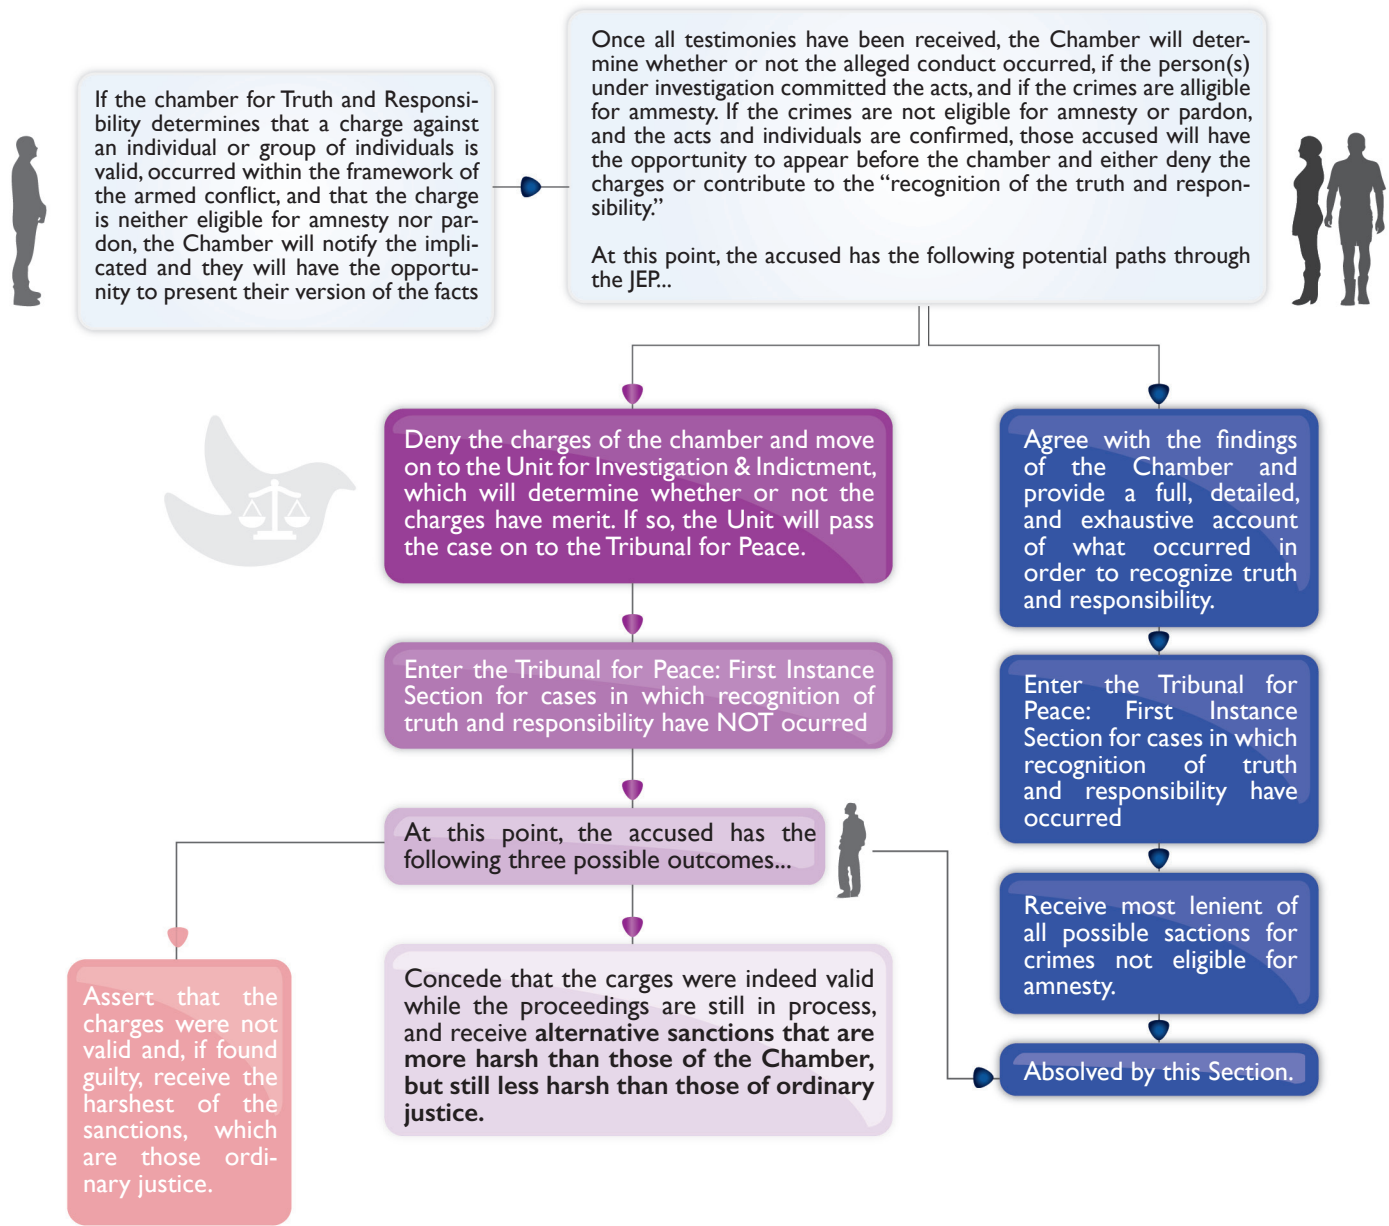 If the chamber for Truth and Responsi-
bility determines that a charge against
an individual or group of individuals is
valid, occurred within the framework of
the armed conflict, and that the charge
is neither eligible for amnesty nor par-
don, the Chamber will notify the impli-
cated and they will have the opportu-
nity to present their version of the facts
Once all testimonies have been received, the Chamber will deter-
mine whether or not the alleged conduct occurred, if the person(s)
under investigation committed the acts, and if the crimes are alligible
for ammesty. If the crimes are not eligible for amnesty or pardon,
and the acts and individuals are confirmed, those accused will have
the opportunity to appear before the chamber and either deny the
charges or contribute to the “recognition of the truth and respon-
sibility.”
At this point, the accused has the following potential paths through
the JEP...
Deny the charges of the chamber and move
on to the Unit for Investigation & Indictment,
which will determine whether or not the
charges have merit. If so, the Unit will pass
the case on to the Tribunal for Peace.
Enter the Tribunal for Peace: First Instance
Section for cases in which recognition of
truth and responsibility have NOT ocurred
At this point, the accused has the
following three possible outcomes...
Assert that the
charges were not
valid and, if found
guilty, receive the
harshest of the
sanctions, which
are those ordi-
nary justice.
Concede that the carges were indeed valid
while the proceedings are still in process,
and receive alternative sanctions that are
more harsh than those of the Chamber,
but still less harsh than those of ordinary
justice.
Agree with the findings
of the Chamber and
provide a full, detailed,
and exhaustive account
of what occurred in
order to recognize truth
and responsibility.
Enter the Tribunal for
Peace: First Instance
Section for cases in which
recognition of truth
and responsibility have
occurred
Receive most lenient of
all possible sactions for
crimes not eligible for
amnesty.
Absolved by this Section.